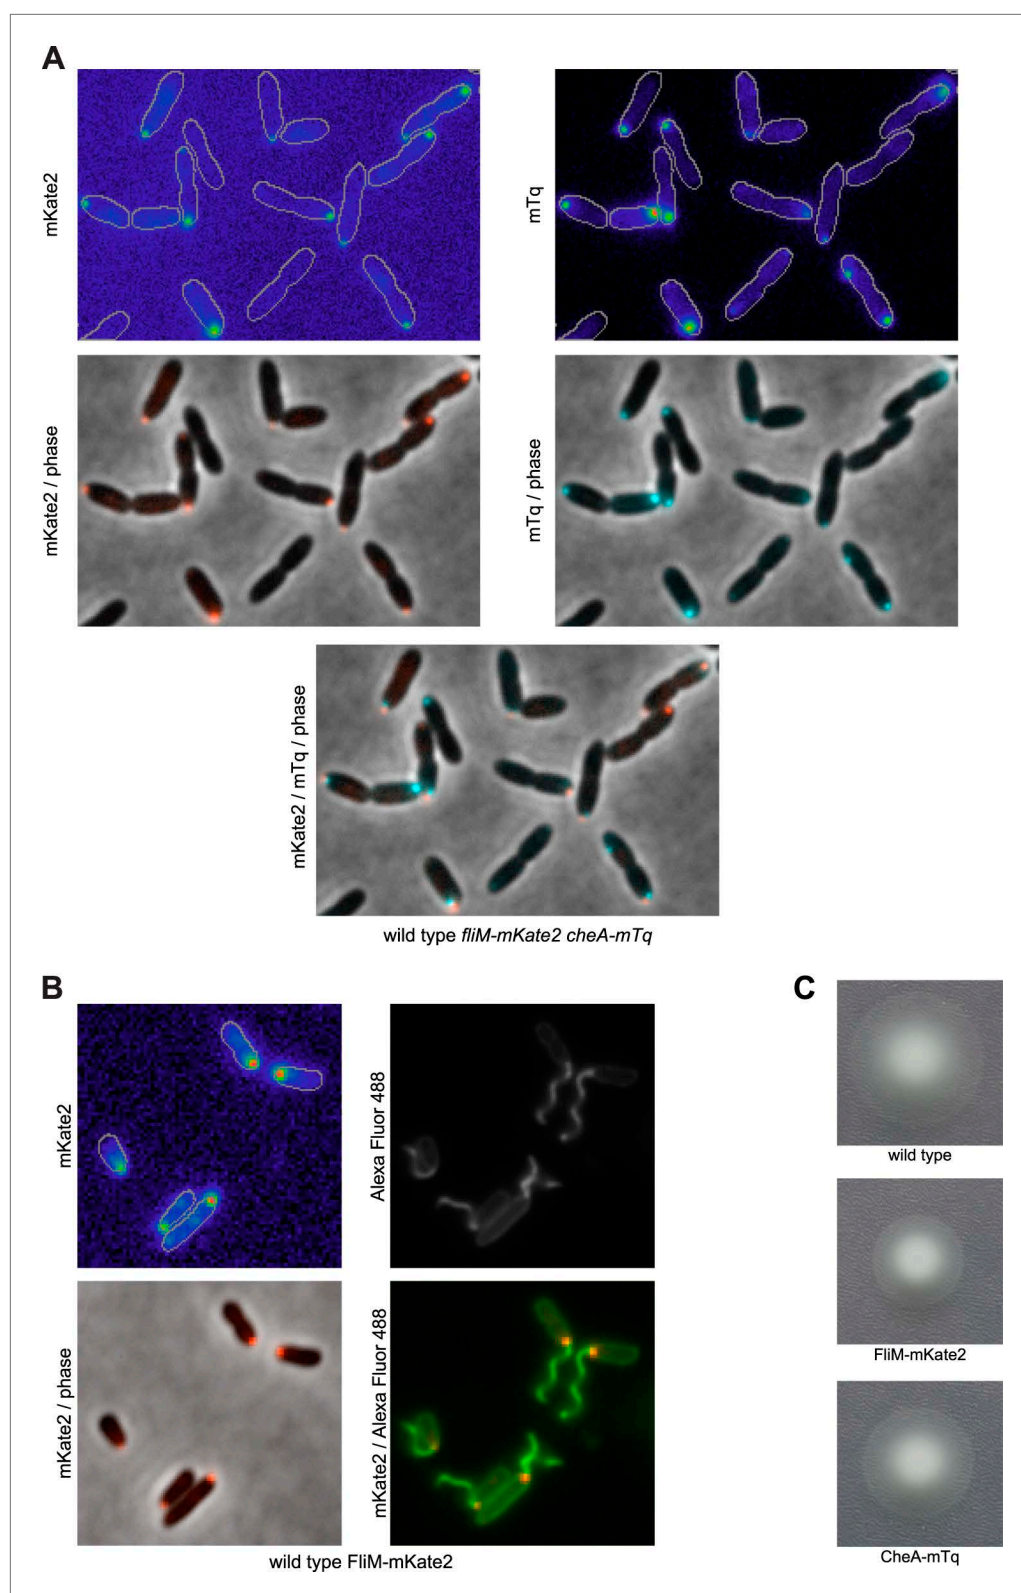 A
mKate2
mTq
mKate2 / phase
mTq / phase
mKate2 / mTq / phase
wild type fliM-mKate2 cheA-mTq
B
C
mKate2
Alexa Fluor 488
wild type
mKate2 / phase
mKate2 / Alexa Fluor 488
FliM-mKate2
CheA-mTq
wild type FliM-mKate2